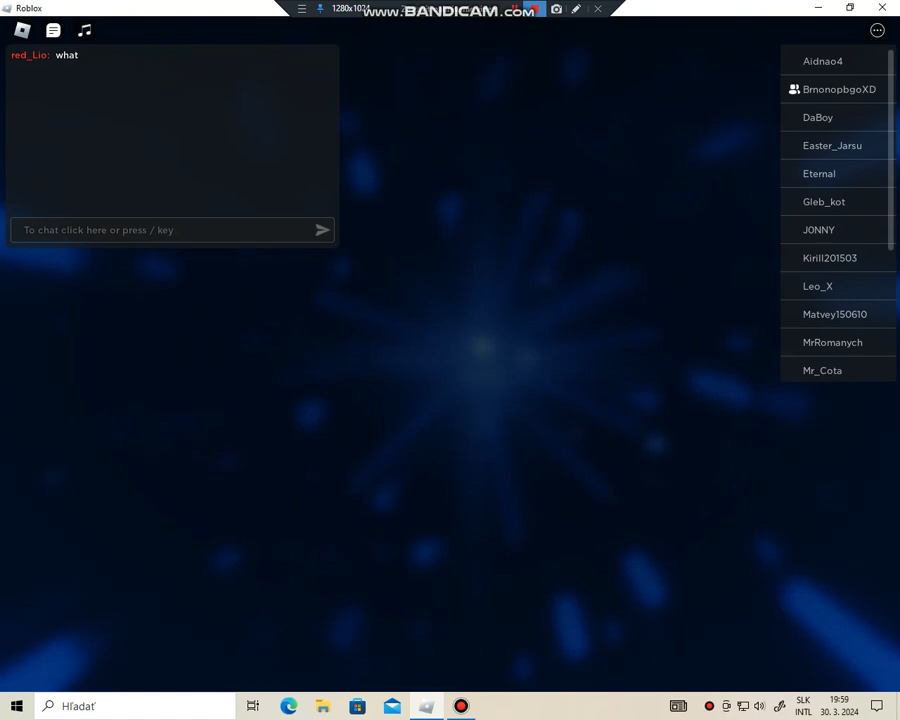 Roblox
1280x1024
www.BANDICAM.com
red_Lio: what
To chat click here or press / key
Aidnao4
BrnonopbgoXD
DaBoy
Easter_Jarsu
Eternal
Gleb_kot
J0NNY
Kirill201503
Leo_X
Matvey150610
MrRomanych
Mr_Cota
Hľadať
SLK
INTL
19:59
30. 3. 2024